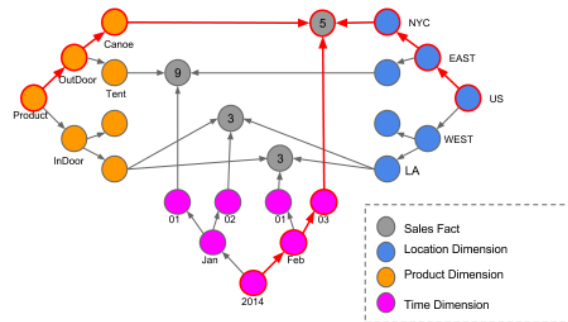 Canoe
5
NYC
OutDoor
9
EAST
Tent
Product
US
3
InDoor
WEST
3
LA
01
02
01
03
Jan
Feb
2014
Sales Fact
Location Dimension
Product Dimension
Time Dimension